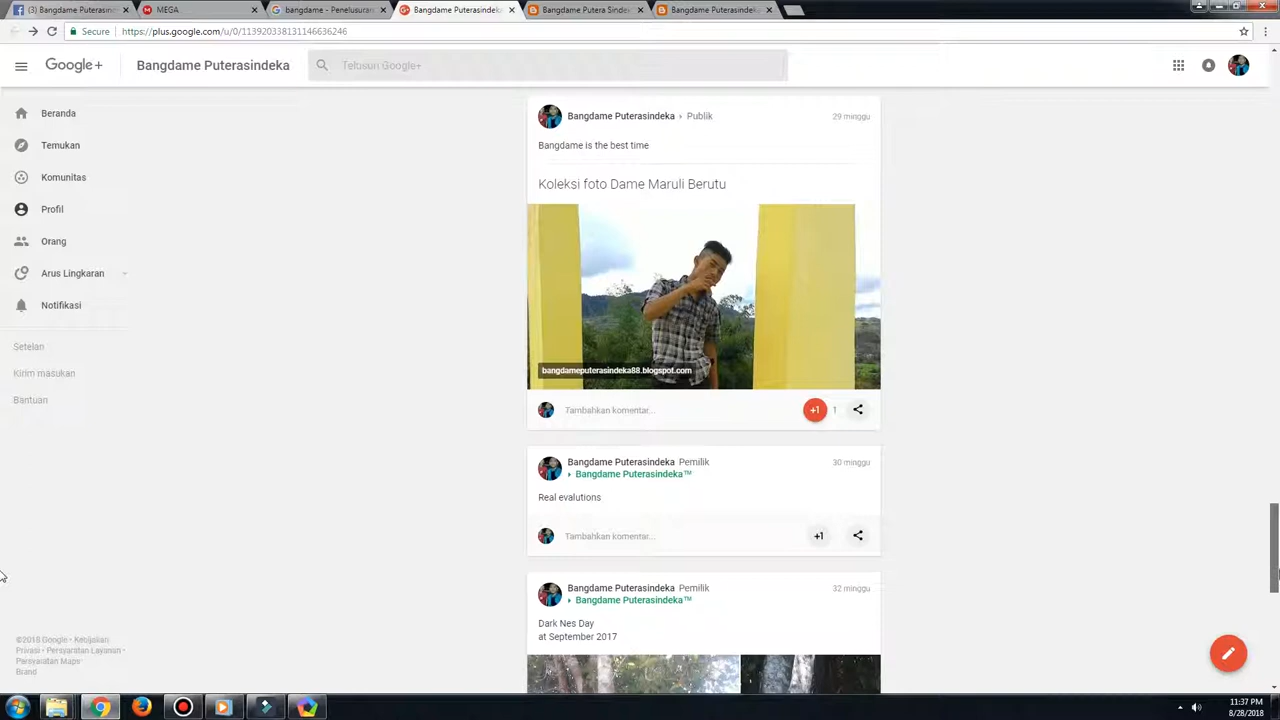 (3) Bangdame Puterasind
MEGA
bangdame - Penelusuran
Bangdame Puterasindeka
Bangdame Putera Sindek
Bangdame Puterasindeka
Secure
https://plus.google.com/u/0/113920338131146636246
Google+
Bangdame Puterasindeka
Telusuri Google+
Beranda
Temukan
Komunitas
Profil
Orang
Arus Lingkaran
Notifikasi
Setelan
Kirim masukan
Bantuan
©2018 Google • Kebijakan
Privasi • Persyaratan Layanan •
Persyaratan Maps
Brand
Bangdame Puterasindeka › Publik 29 minggu
Bangdame is the best time
Koleksi foto Dame Maruli Berutu
bangdameputerasindeka88.blogspot.com
Tambahkan komentar... +1 1
Bangdame Puterasindeka Pemilik 30 minggu
Bangdame Puterasindeka™
Real evalutions
Tambahkan komentar... +1
Bangdame Puterasindeka Pemilik 32 minggu
Bangdame Puterasindeka™
Dark Nes Day
at September 2017
11:37 PM
8/28/2018